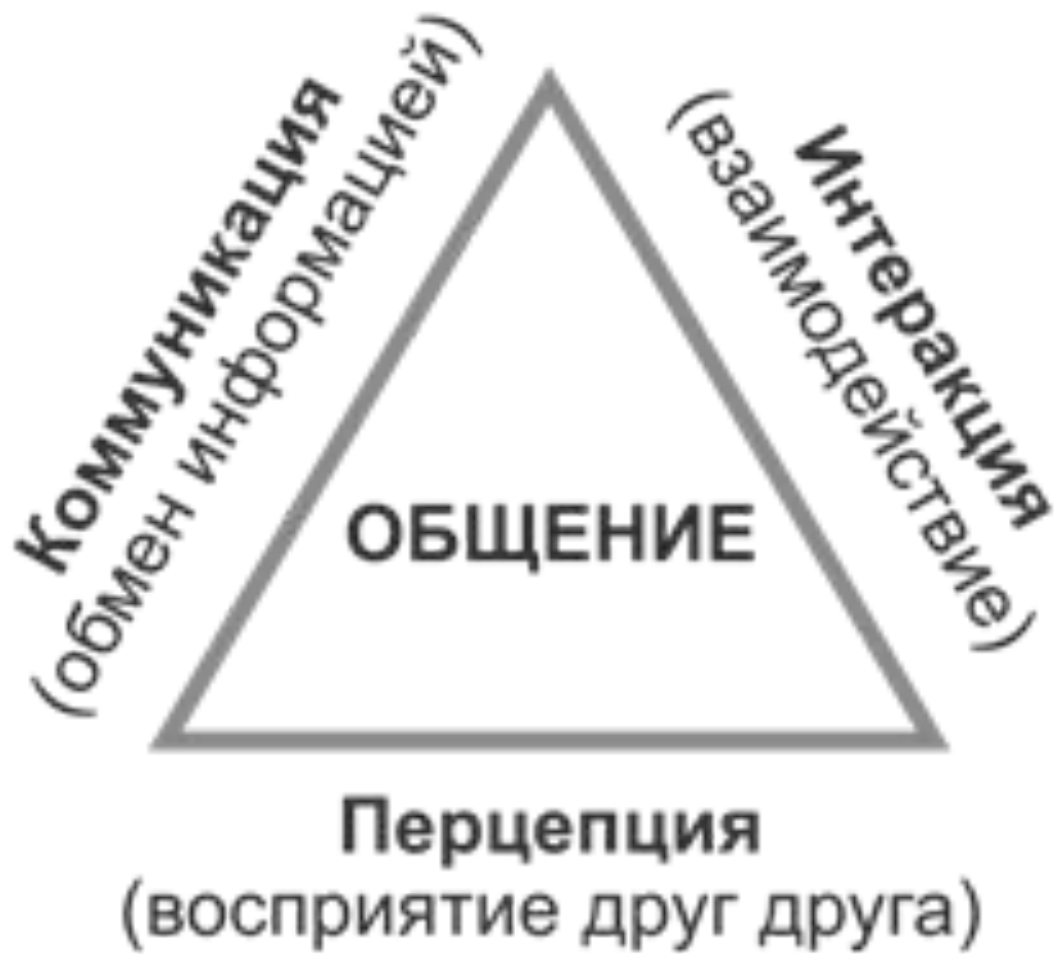 Коммуникация
(обмен информацией)
Интеракция
(взаимодействие)
ОБЩЕНИЕ
Перцепция
(восприятие друг друга)